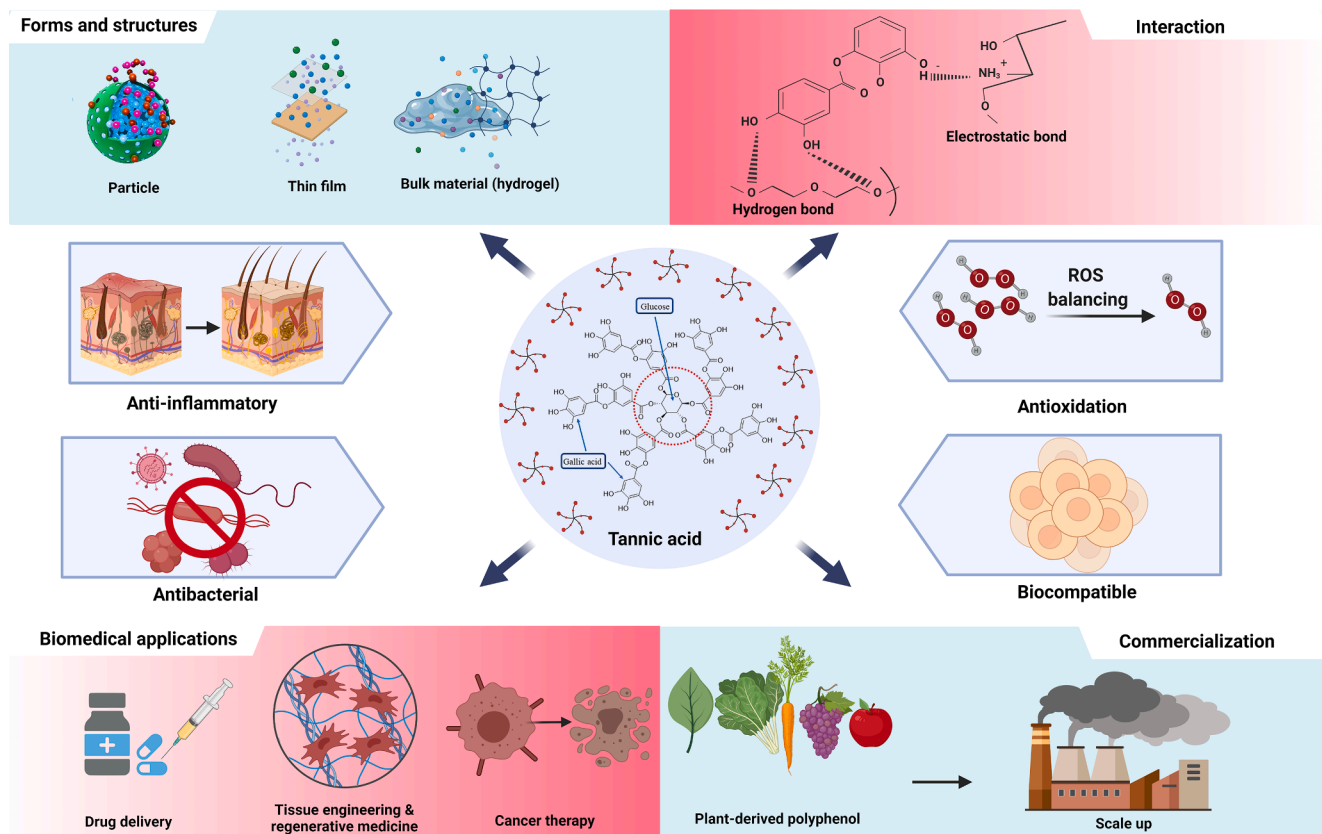 Forms and structures
Particle
Thin film
Bulk material (hydrogel)
Interaction
O
O
O
O
H
-
HO
NH₃
+
O
Electrostatic bond
HO
OH
O
O
O
Hydrogen bond
Anti-inflammatory
Antibacterial
Glucose
Gallic acid
Tannic acid
ROS
balancing
H
O
O
H
H
O
O
H
H
O
O
H
H
O
O
H
Antioxidation
Biocompatible
Biomedical applications
Drug delivery
Tissue engineering &
regenerative medicine
Cancer therapy
Commercialization
Plant-derived polyphenol
Scale up